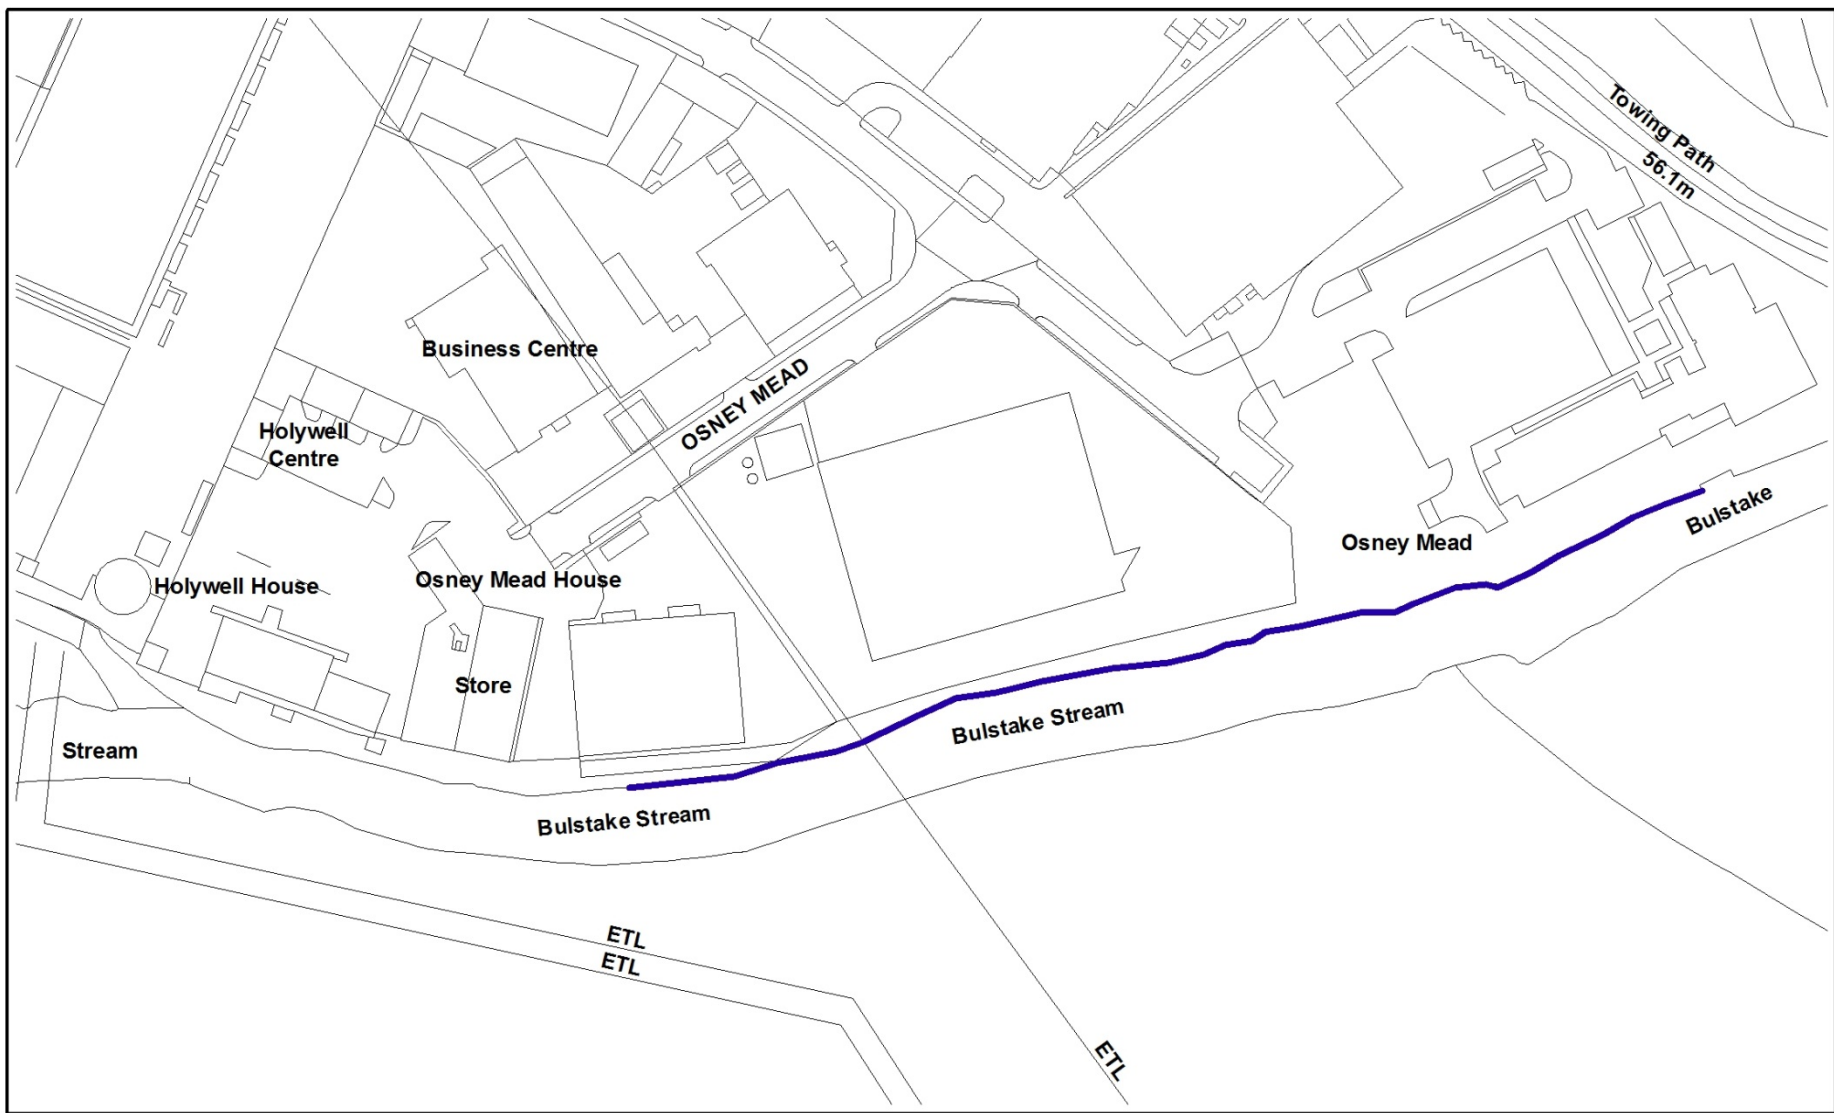 Towing Path
56.1m
Business Centre
OSNEY MEAD
Holywell
Centre
Bulstake
Osney Mead
Holywell House
Osney Mead House
Store
Bulstake Stream
Stream
Bulstake Stream
ETL
ETL
ETL